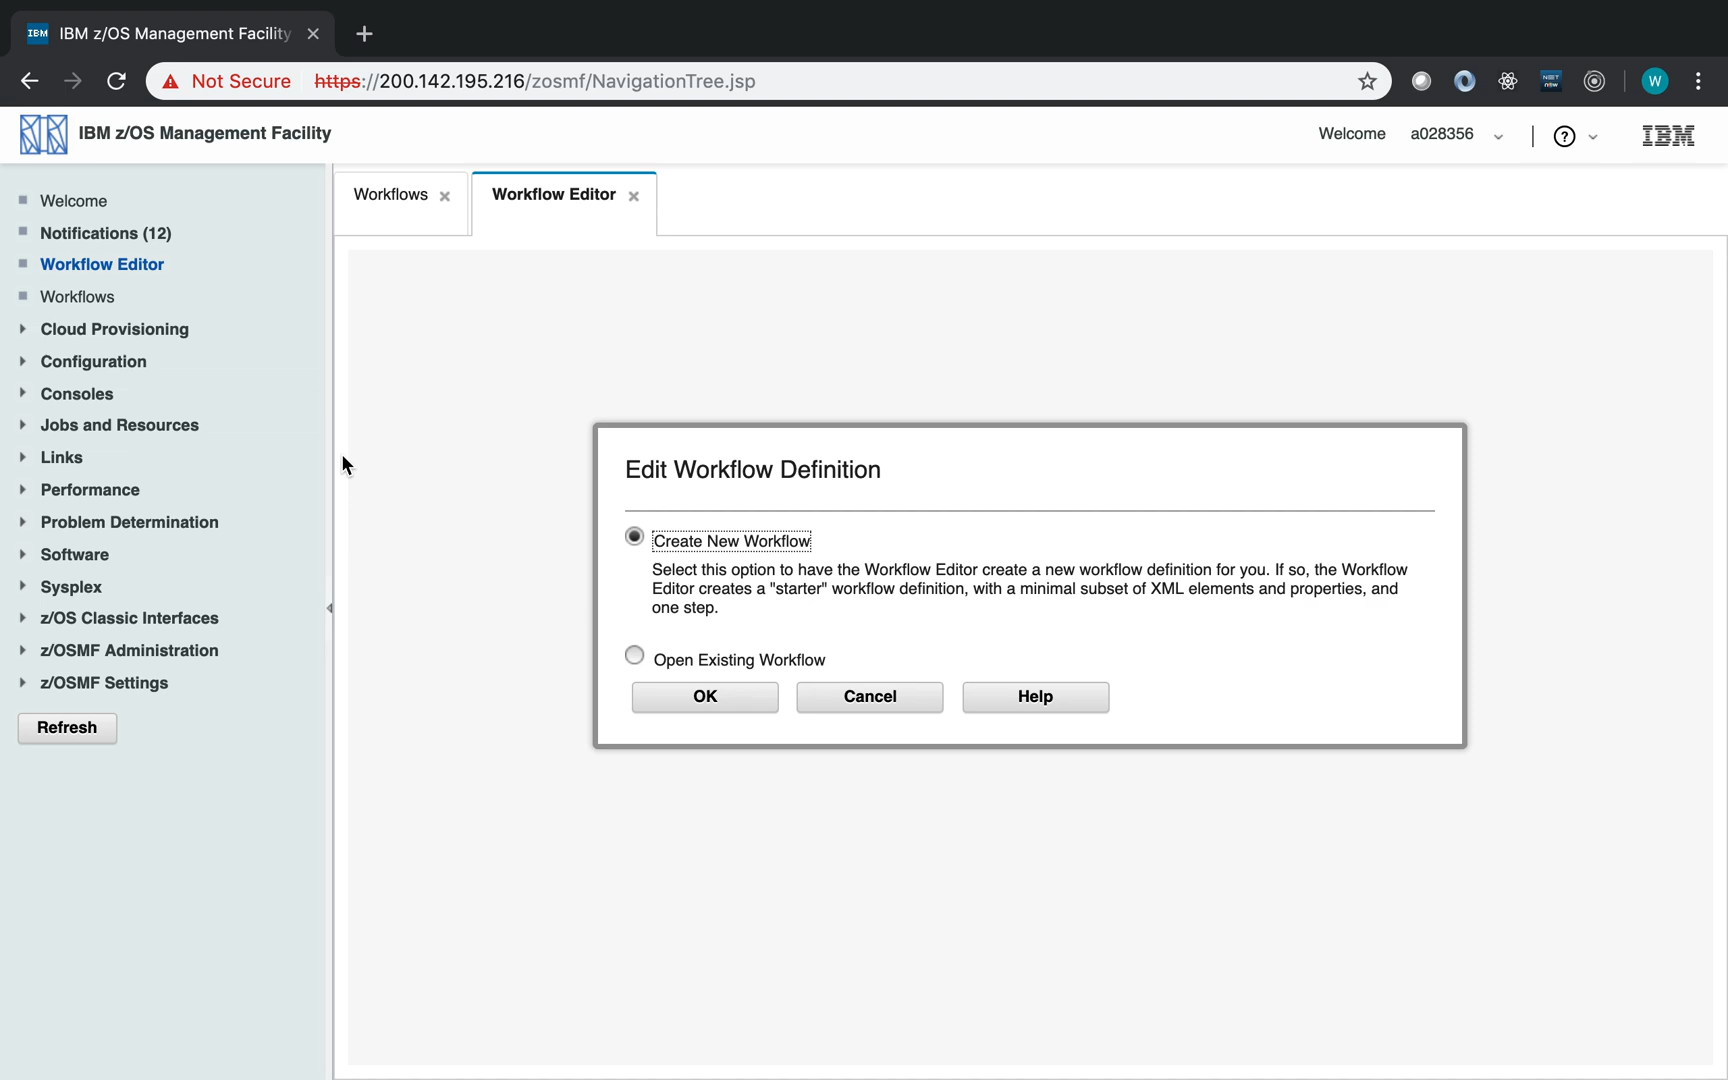 IBM IBM z/OS Management Facility
Not Secure https://200.142.195.216/zosmf/NavigationTree.jsp
NET now
W
IBM z/OS Management Facility
Welcome a028356
?
IBM
Welcome
Notifications (12)
Workflow Editor
Workflows
Cloud Provisioning
Configuration
Consoles
Jobs and Resources
Links
Performance
Problem Determination
Software
Sysplex
z/OS Classic Interfaces
z/OSMF Administration
z/OSMF Settings
Refresh
Workflows
Workflow Editor
Edit Workflow Definition
Create New Workflow
Select this option to have the Workflow Editor create a new workflow definition for you. If so, the Workflow
Editor creates a "starter" workflow definition, with a minimal subset of XML elements and properties, and
one step.
Open Existing Workflow
OK Cancel Help